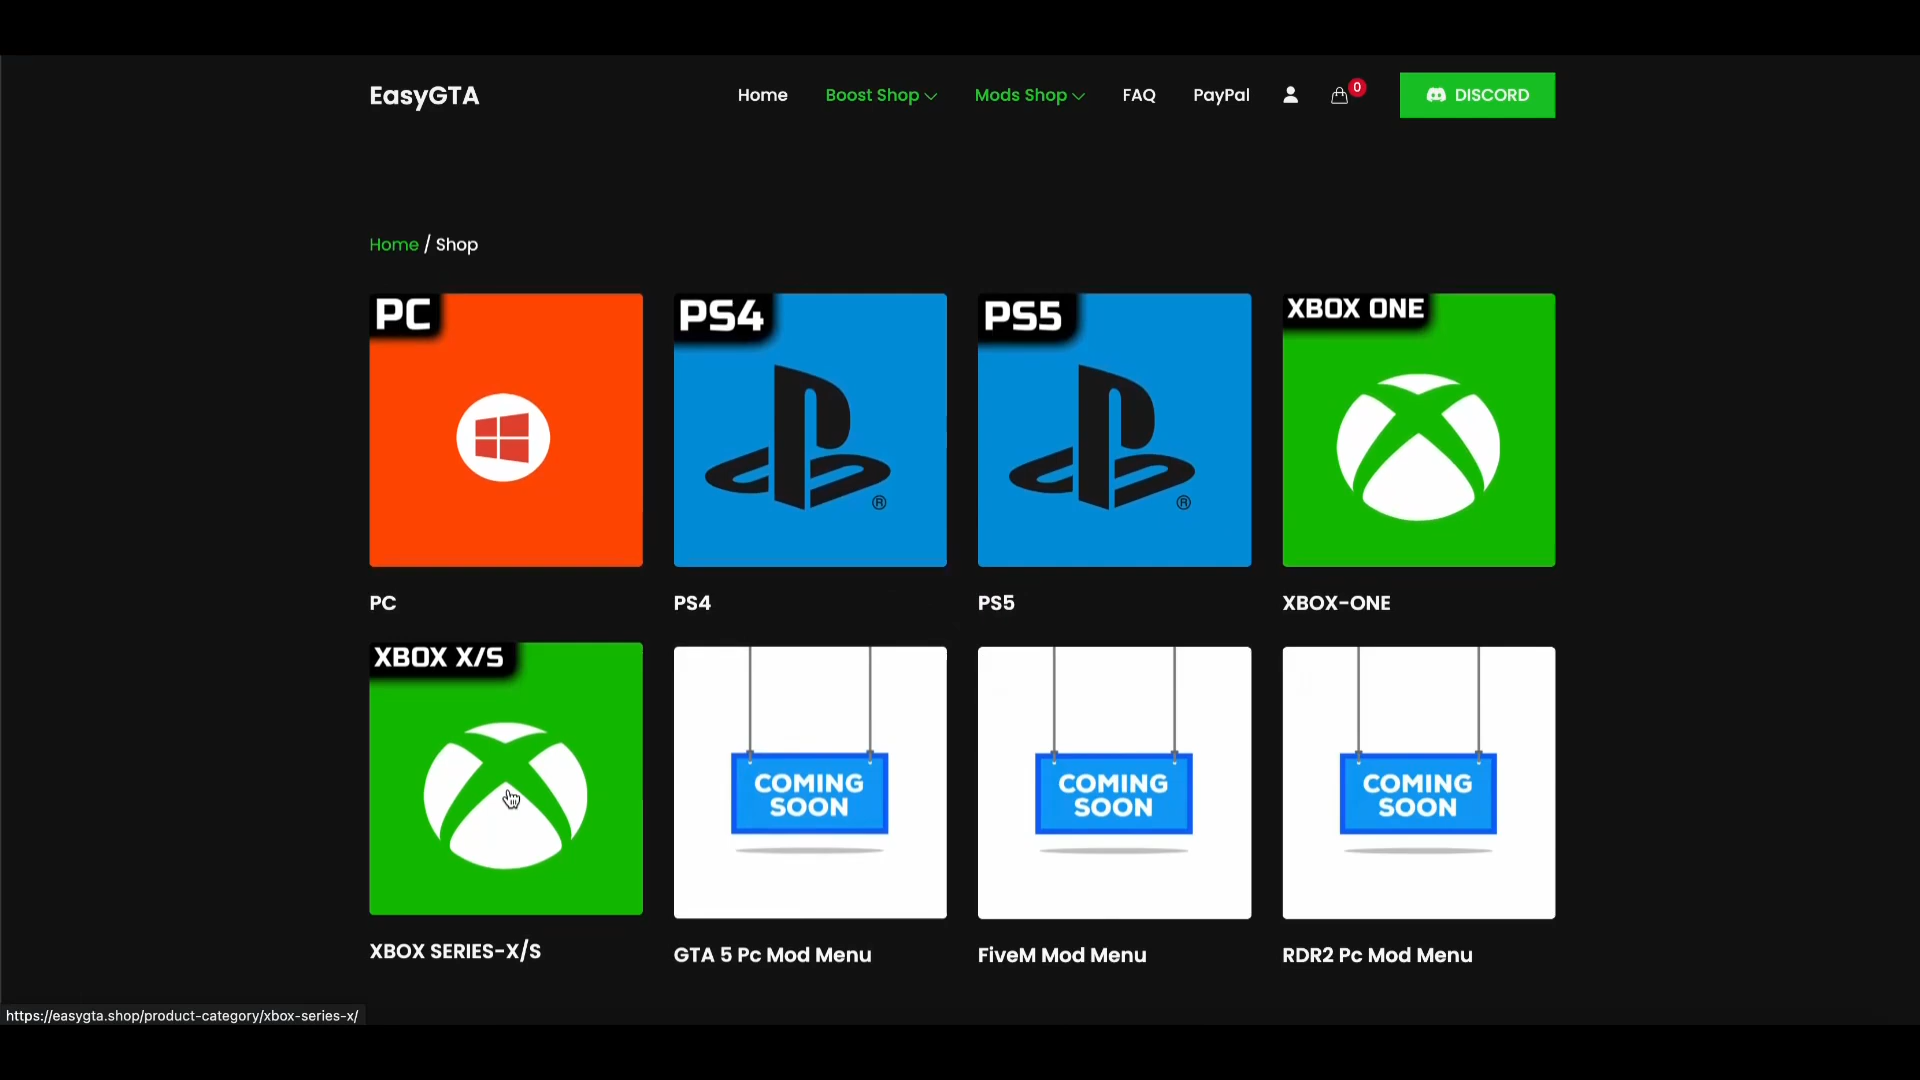 EasyGTA
Home
Boost Shop
Mods Shop
FAQ
PayPal
0
DISCORD
Home / Shop
PC
PS4
PS5
XBOX ONE
®
®
PC
PS4
PS5
XBOX-ONE
XBOX X/S
COMING
SOON
COMING
SOON
COMING
SOON
XBOX SERIES-X/S
GTA 5 Pc Mod Menu
FiveM Mod Menu
RDR2 Pc Mod Menu
https://easygta.shop/product-category/xbox-series-x/